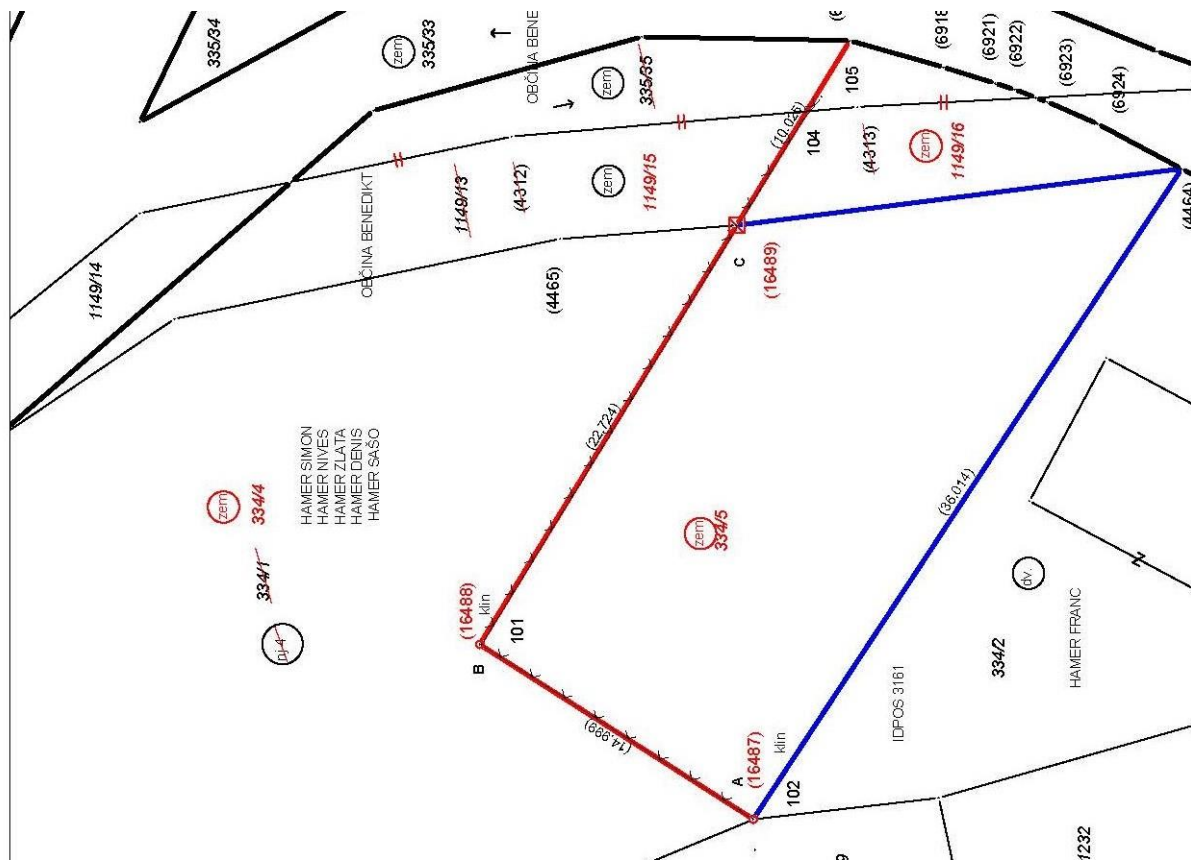 335/34
zem
335/33
OBČINA BENE
zem
335/35
105
(6918
(6921)
(6922)
(6923)
(6924)
(10.025)
104
(4313)
zem
1149/16
1149/14
OBČINA BENEDIKT
1149/13
(4312)
zem
1149/15
(4465)
C
(16489)
(4464)
(22.724)
zem
334/4
334/1
nj 4
HAMER SIMON
HAMER NIVES
HAMER ZLATA
HAMER DENIS
HAMER SAŠO
zem
334/5
(36.014)
(16488)
klin
101
B
(14.999)
A
(16487)
klin
102
IDPOS 3161
334/2
dv.
HAMER FRANC
1232